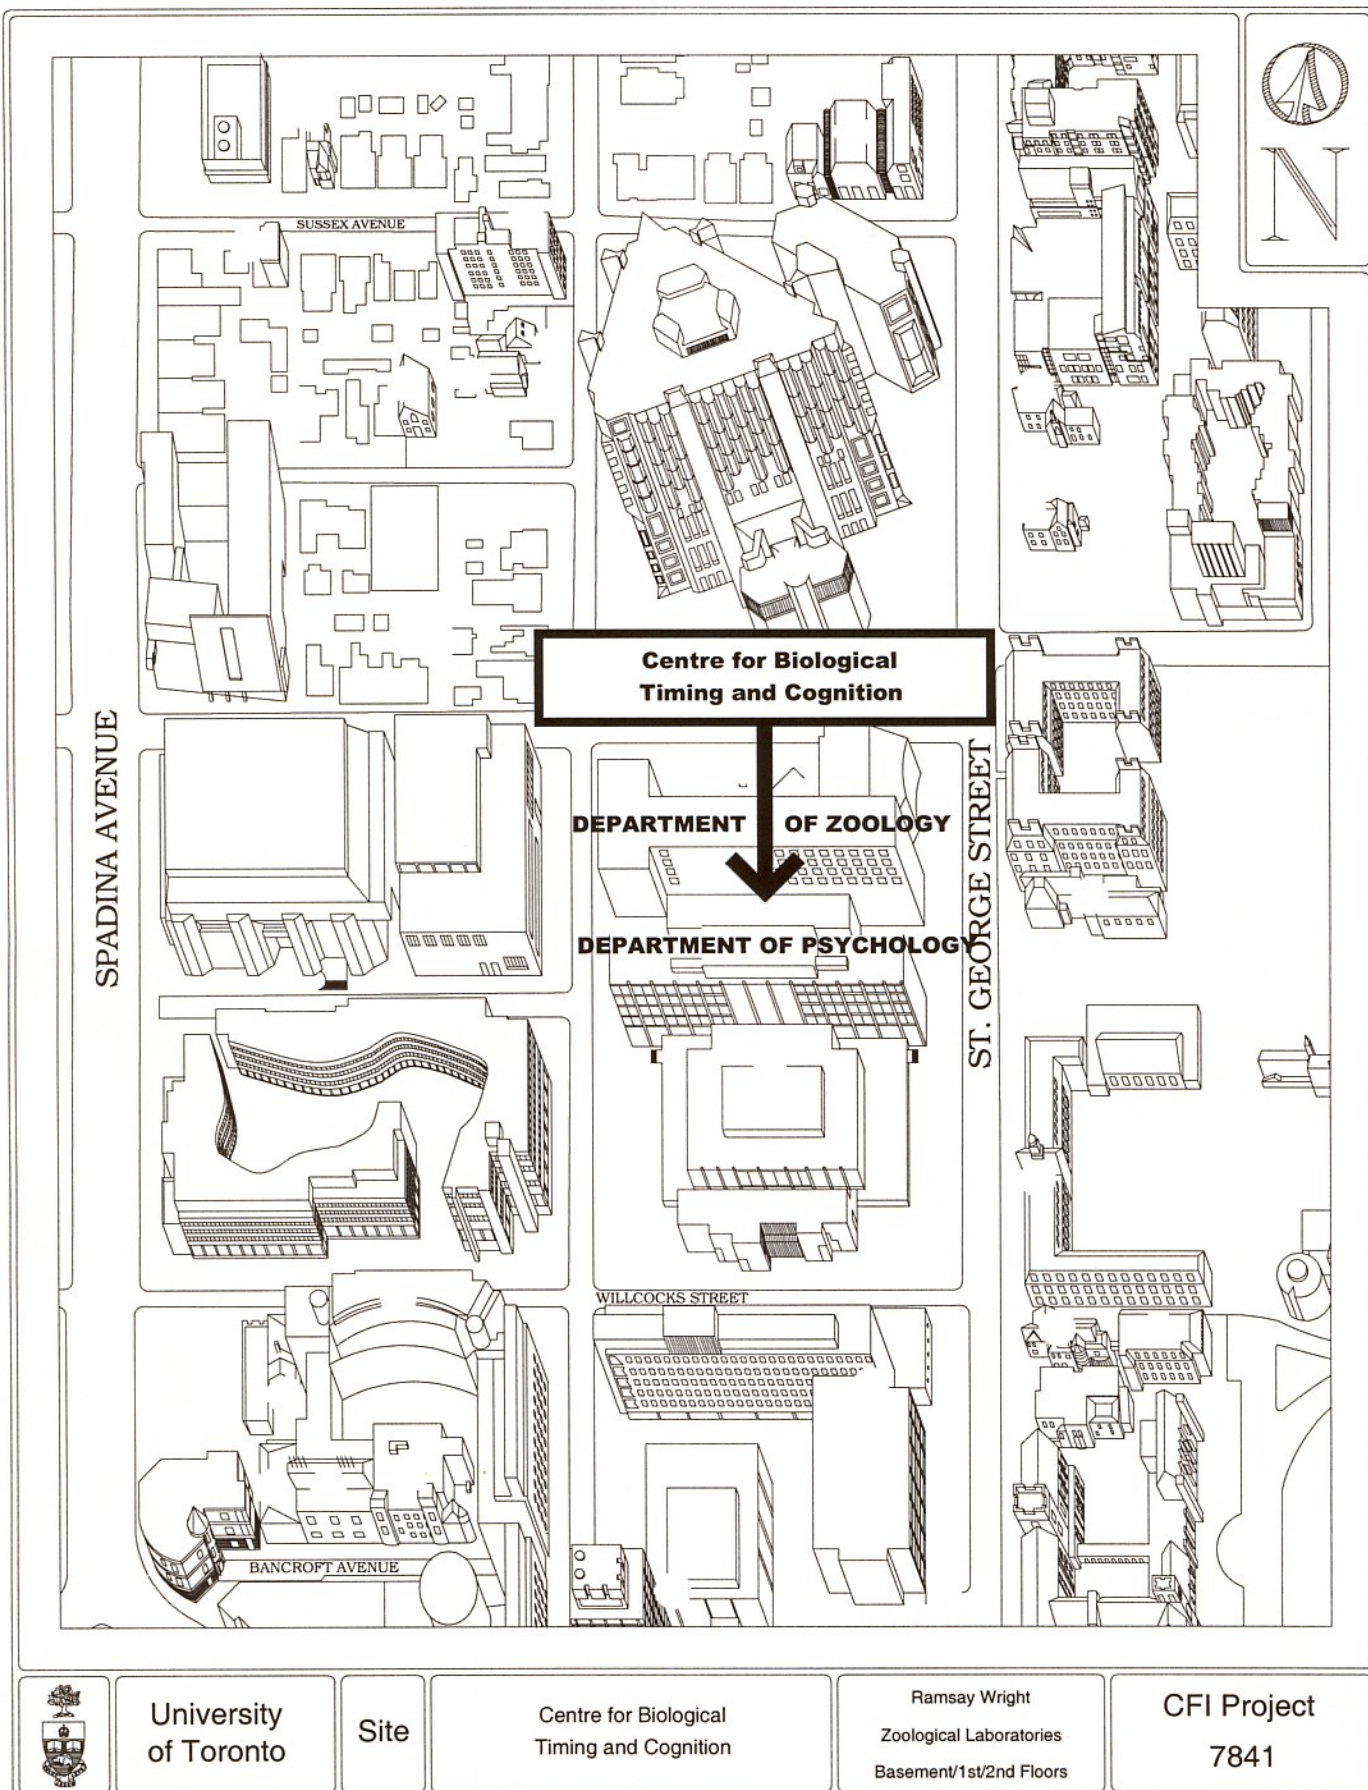 N
SUSSEX AVENUE
Centre for Biological
Timing and Cognition
SPADINA AVENUE
ST. GEORGE STREET
DEPARTMENT OF ZOOLOGY
DEPARTMENT OF PSYCHOLOGY
WILLCOCKS STREET
BANCROFT AVENUE
University
of Toronto
Site
Centre for Biological
Timing and Cognition
Ramsay Wright
Zoological Laboratories
Basement/1st/2nd Floors
CFI Project
7841